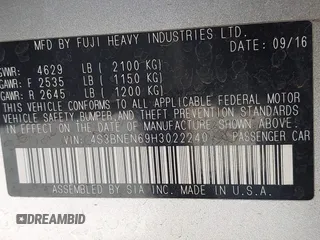 MFD BY FUJI HEAVY INDUSTRIES LTD.
DATE: 09/16
GVWR: 4629 LB ( 2100 KG)
GAWR: F 2535 LB ( 1150 KG)
GAWR: R 2645 LB ( 1200 KG)
THIS VEHICLE CONFORMS TO ALL APPLICABLE FEDERAL MOTOR
VEHICLE SAFETY, BUMPER, AND THEFT PREVENTION STANDARDS
IN EFFECT ON THE DATE OF MANUFACTURE SHOWN ABOVE.
VIN: 4S3BNEN69H3022240 PASSENGER CAR
ASSEMBLED BY SIA INC. MADE IN U.S.A.
DREAMBID